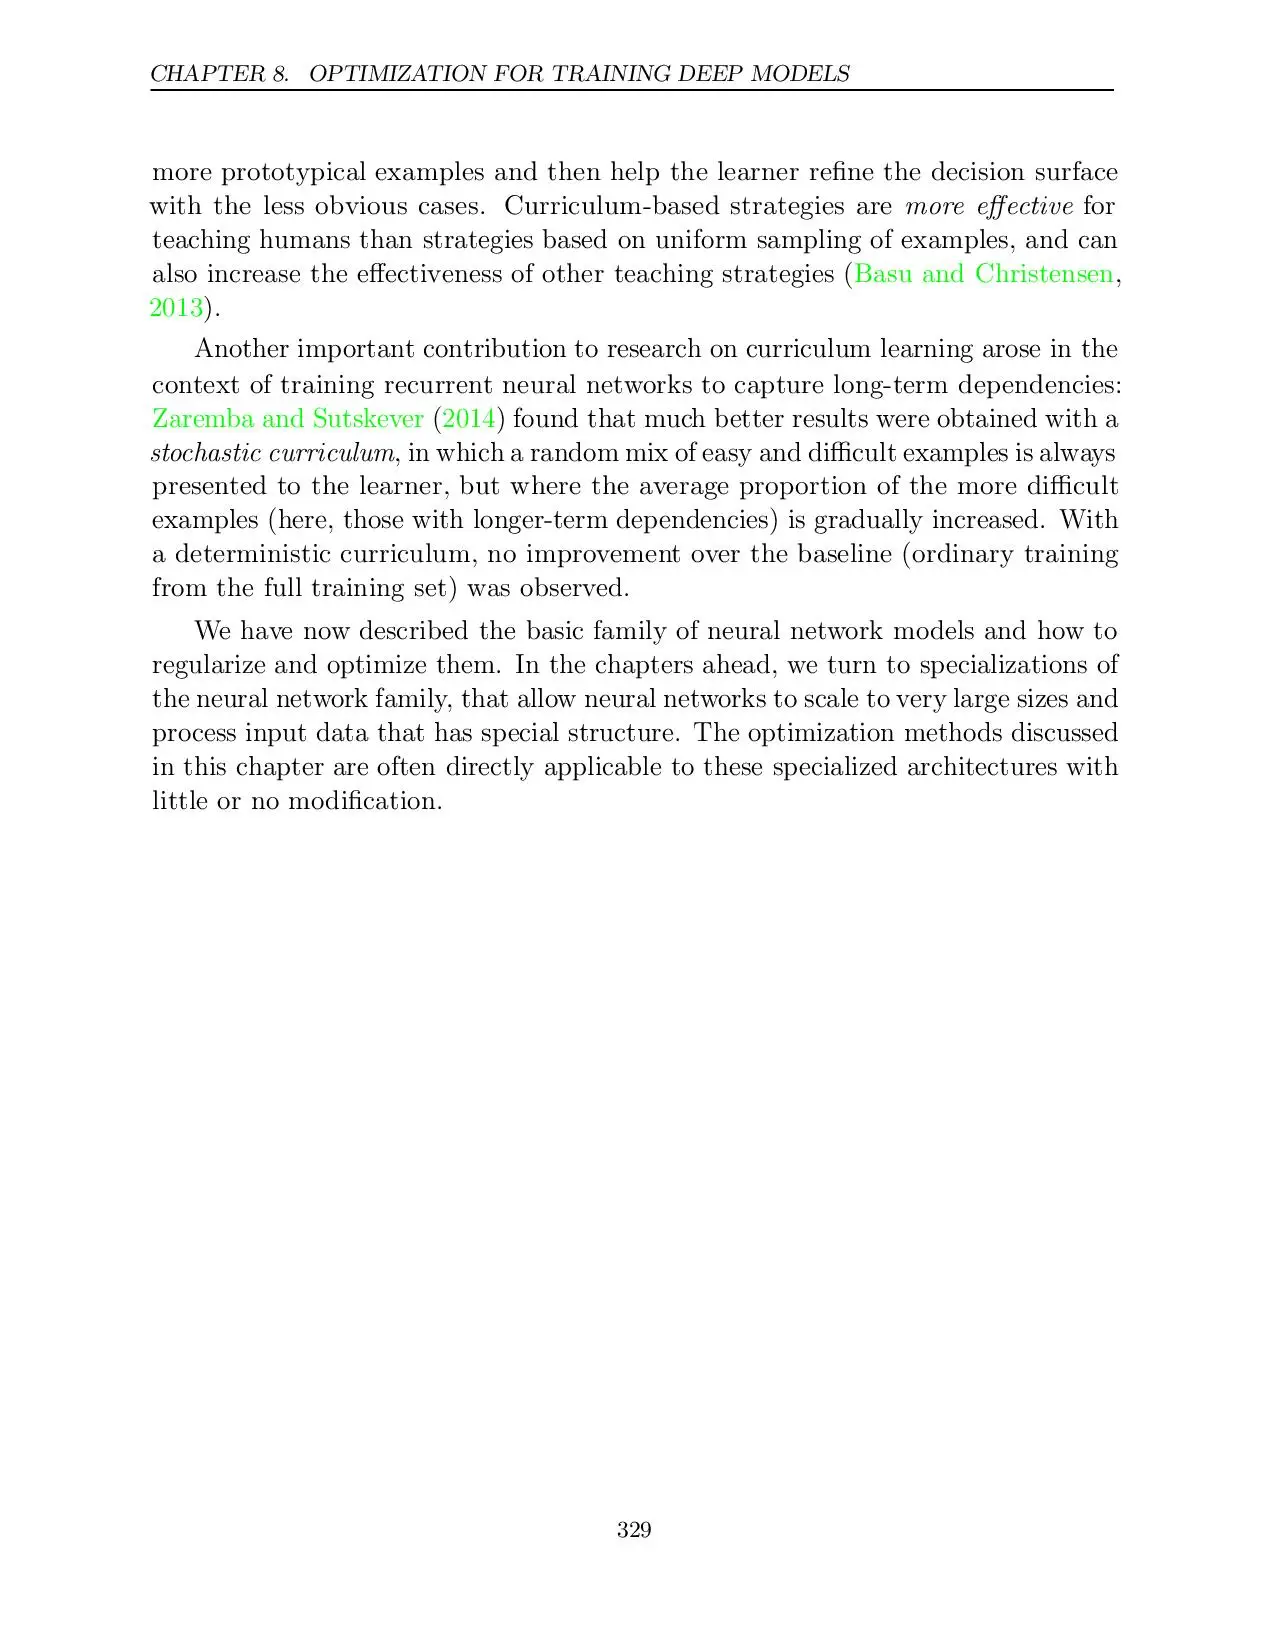 CHAPTER 8. OPTIMIZATION FOR TRAINING DEEP MODELS
more prototypical examples and then help the learner refine the decision surface
with the less obvious cases. Curriculum-based strategies are more effective for
teaching humans than strategies based on uniform sampling of examples, and can
also increase the effectiveness of other teaching strategies (Basu and Christensen,
2013).
Another important contribution to research on curriculum learning arose in the
context of training recurrent neural networks to capture long-term dependencies:
Zaremba and Sutskever (2014) found that much better results were obtained with a
stochastic curriculum, in which a random mix of easy and difficult examples is always
presented to the learner, but where the average proportion of the more difficult
examples (here, those with longer-term dependencies) is gradually increased. With
a deterministic curriculum, no improvement over the baseline (ordinary training
from the full training set) was observed.
We have now described the basic family of neural network models and how to
regularize and optimize them. In the chapters ahead, we turn to specializations of
the neural network family, that allow neural networks to scale to very large sizes and
process input data that has special structure. The optimization methods discussed
in this chapter are often directly applicable to these specialized architectures with
little or no modification.
329